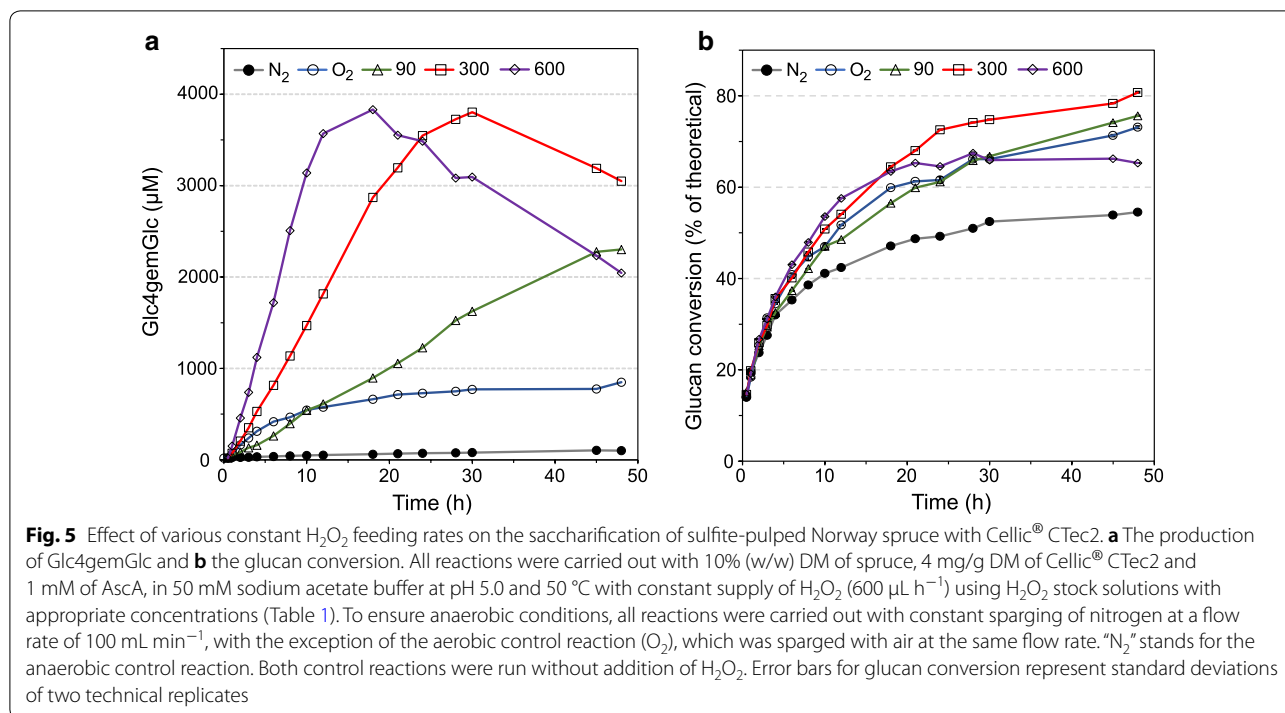 a
b
N₂ O₂ 90 300 600
N₂ O₂ 90 300 600
4000
3000
2000
1000
0
Glc4gemGlc (µM)
0 10 20 30 40 50
Time (h)
80
60
40
20
0
Glucan conversion (% of theoretical)
0 10 20 30 40 50
Time (h)
Fig. 5 Effect of various constant H₂O₂ feeding rates on the saccharification of sulfite-pulped Norway spruce with Cellic® CTec2. a The production
of Glc4gemGlc and b the glucan conversion. All reactions were carried out with 10% (w/w) DM of spruce, 4 mg/g DM of Cellic® CTec2 and
1 mM of AscA, in 50 mM sodium acetate buffer at pH 5.0 and 50 °C with constant supply of H₂O₂ (600 µL h⁻¹) using H₂O₂ stock solutions with
appropriate concentrations (Table 1). To ensure anaerobic conditions, all reactions were carried out with constant sparging of nitrogen at a flow
rate of 100 mL min⁻¹, with the exception of the aerobic control reaction (O₂), which was sparged with air at the same flow rate. “N₂” stands for the
anaerobic control reaction. Both control reactions were run without addition of H₂O₂. Error bars for glucan conversion represent standard deviations
of two technical replicates